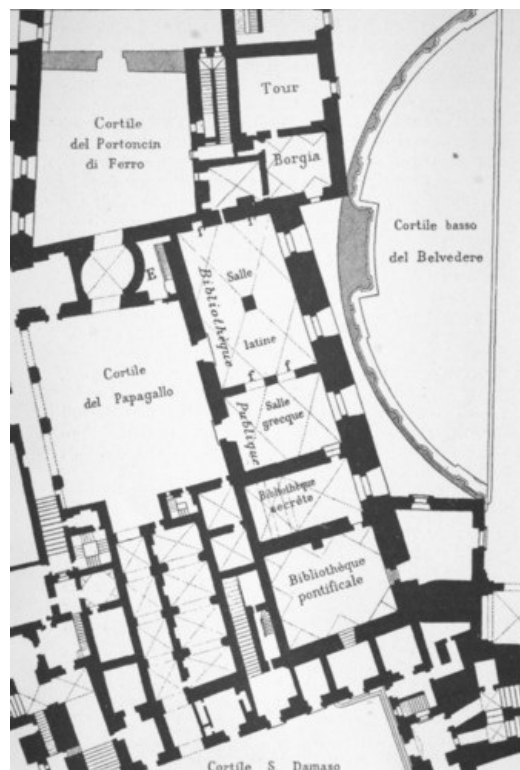 Tour
Cortile
del Portoncin
di Ferro
Borgia
Cortile basso
del Belvedere
f
f
E
Salle
latine
Bibliothèque
Publique
Cortile
del Papagallo
f
f
Salle
grecque
Bibliothèque
secrète
Bibliothèque
pontificale
Cortile S. Damaso